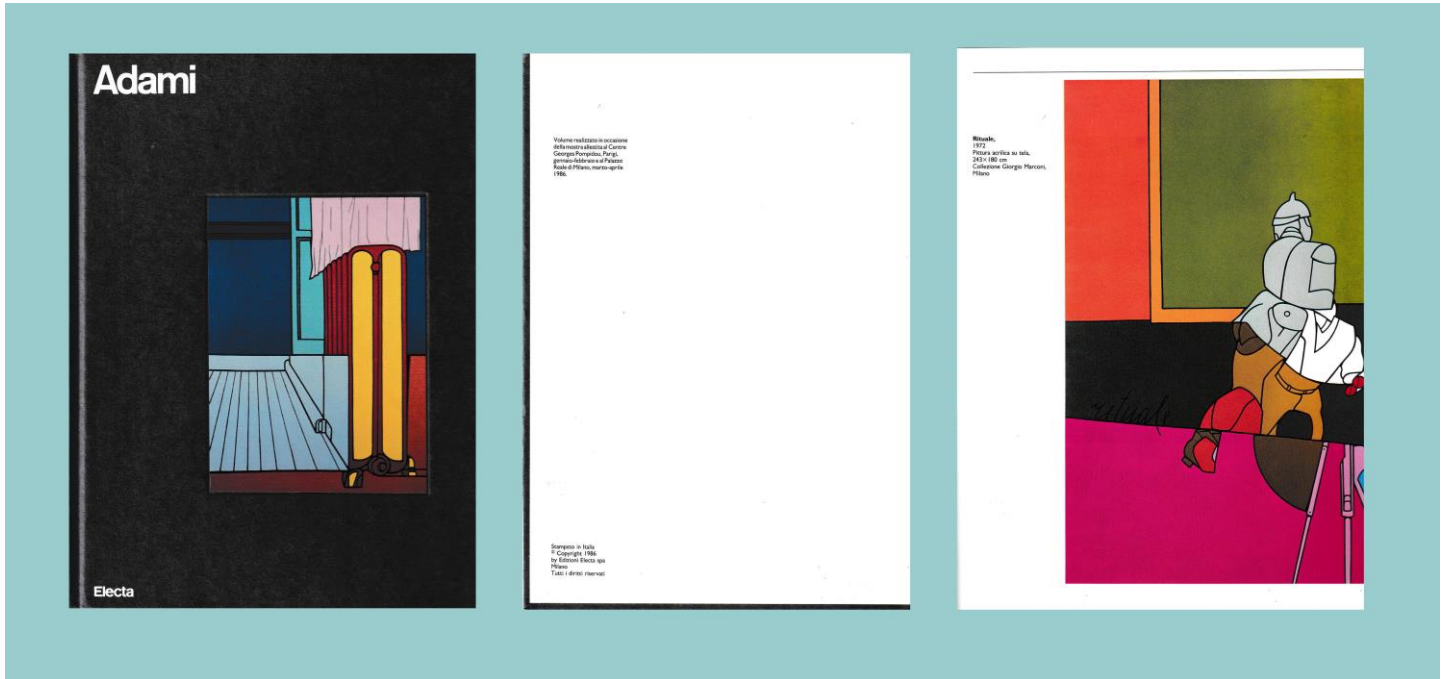 Adami
Electa
Volume realizzato in occasione
della mostra allestita al Centre
Georges Pompidou, Parigi,
gennaio-febbraio e al Palazzo
Reale di Milano, marzo-aprile
1986.
Stampato in Italia
© Copyright 1986
by Edizioni Electa spa
Milano
Tutti i diritti riservati
Rituale,
1972
Pittura acrilica su tela,
243×180 cm
Collezione Giorgio Marconi,
Milano
rituale